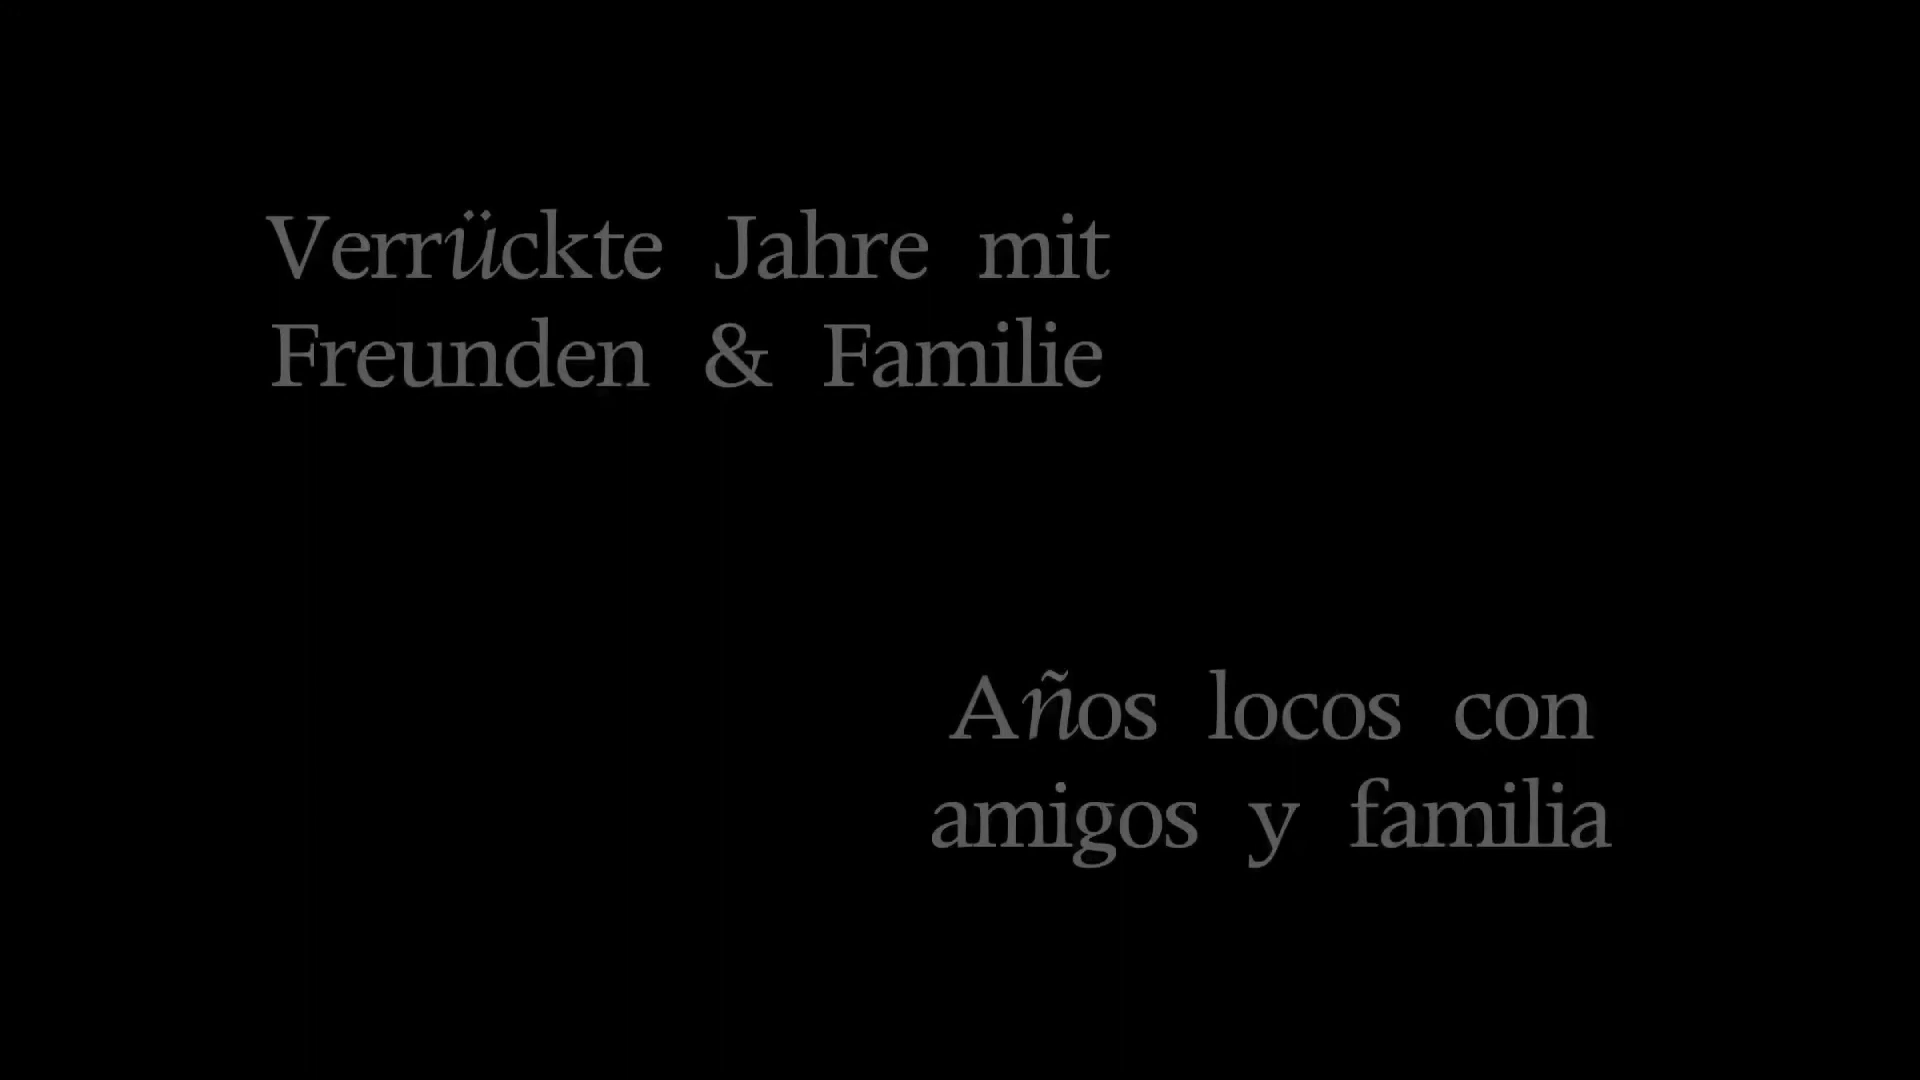 Verrückte Jahre mit
Freunden & Familie
Años locos con
amigos y familia